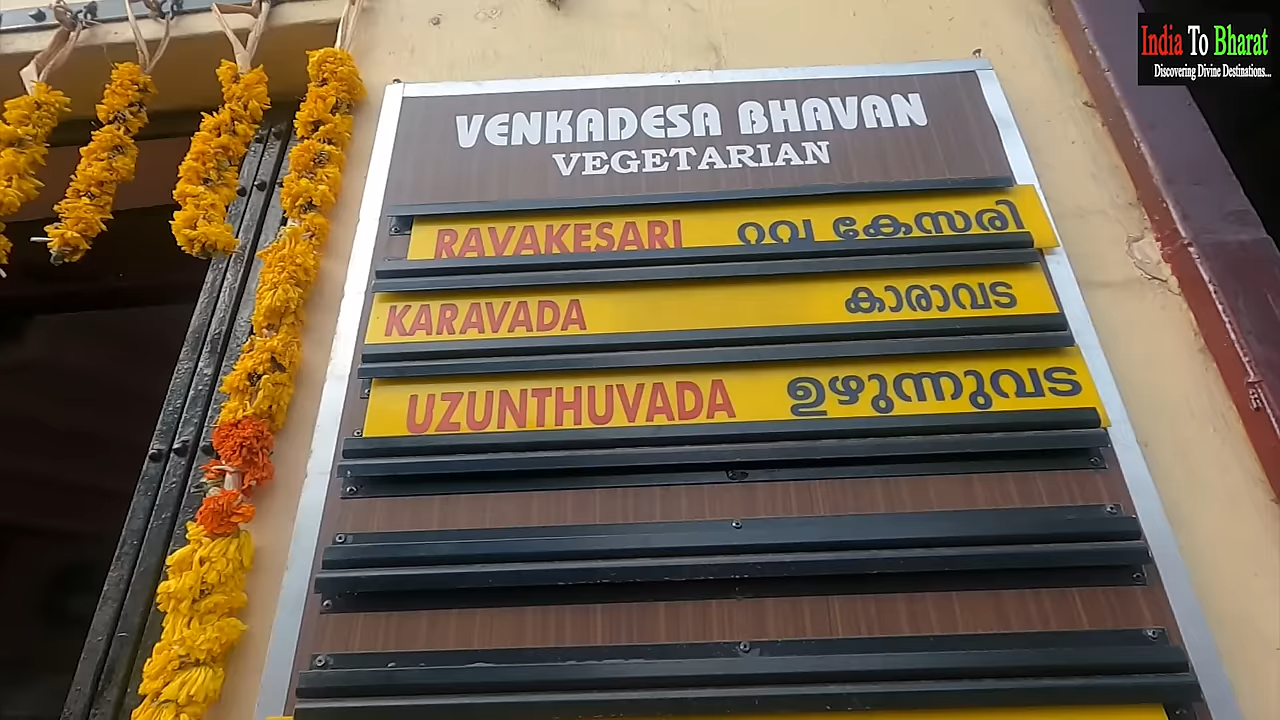 India To Bharat
Discovering Divine Destinations...
VENKADESA BHAVAN
VEGETARIAN
RAVAKESARI റവ കേസരി
KARAVADA കാരാവട
UZUNTHUVADA ഉഴുന്നുവട